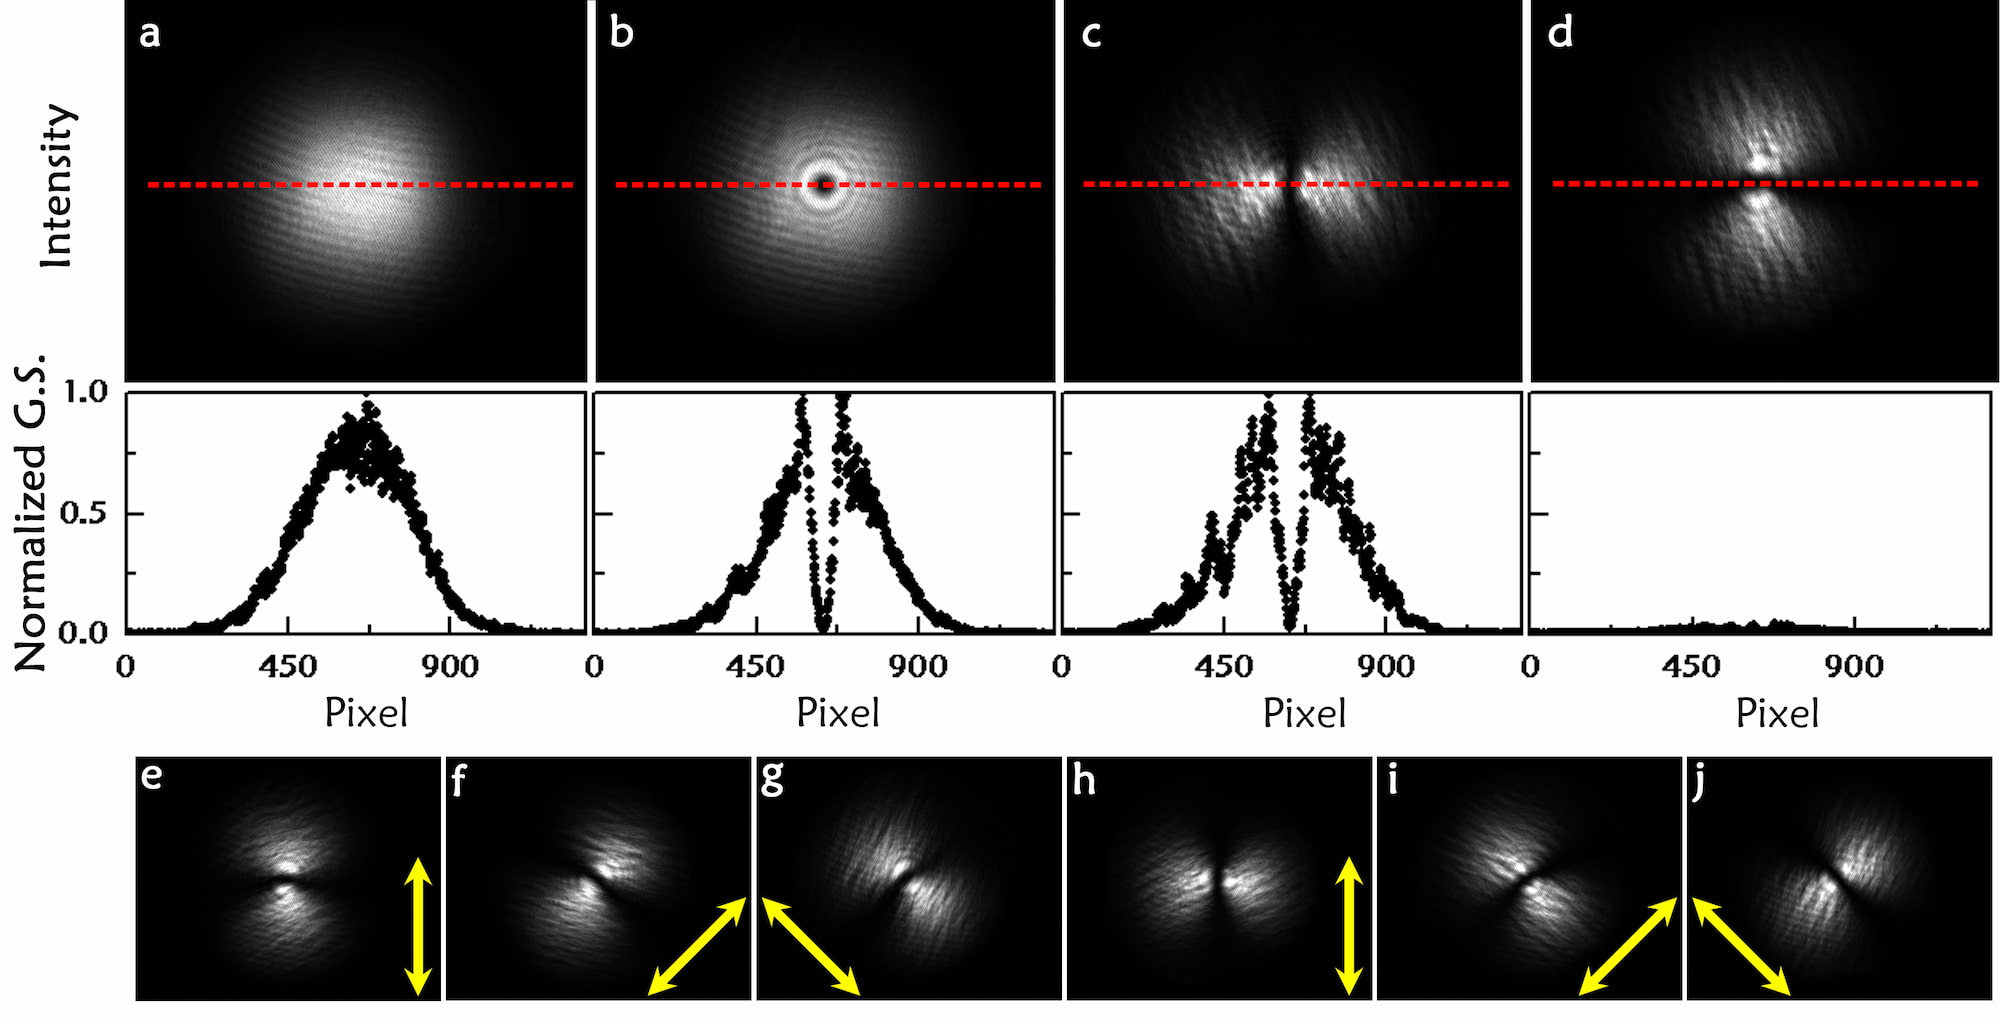 a b c d
Intensity
Normalized G.S.
1.0
0.5
0.0
0 450 900 0 450 900 0 450 900 0 450 900
Pixel Pixel Pixel Pixel
e f g h i j